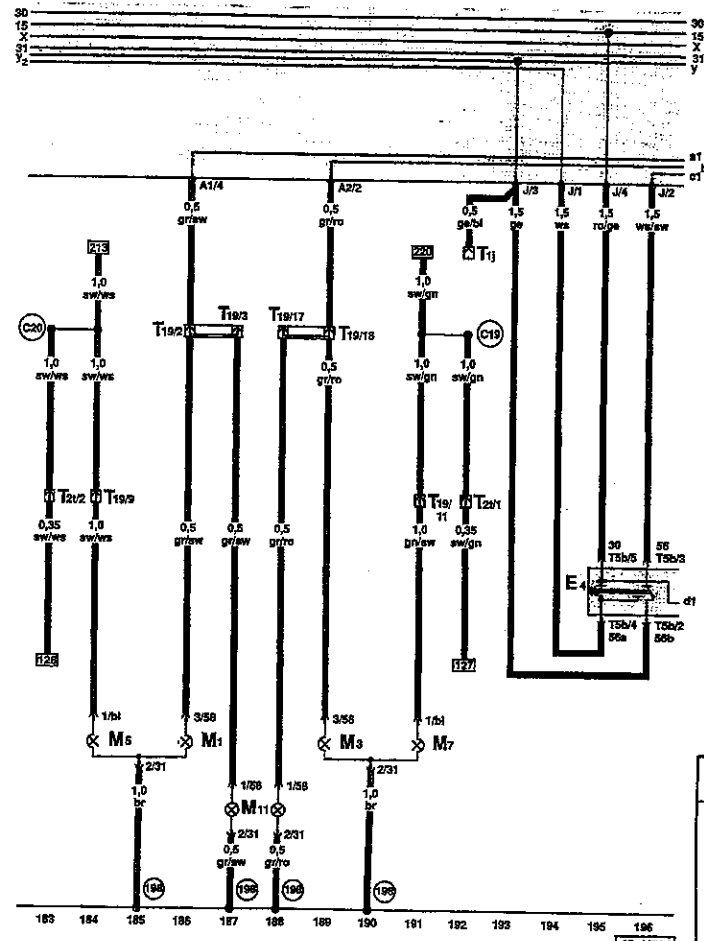 30
15
X
31
y
z
30
15
X
31
y
a1
b
c1
A1/4
A2/2
J/3
J/1
J/4
J/2
0,5
gr/sw
0,5
gr/ro
0,5
ge/bl
1,5
ge
1,5
ws
1,5
ro/ge
1,5
ws/sw
213
220
T1j
1,0
sw/ws
1,0
sw/gn
C20
T19/2
T19/3
T19/17
T19/18
C19
1,0
sw/ws
1,0
sw/ws
0,5
gr/ro
1,0
sw/gn
1,0
sw/gn
T2t/2
T19/9
T19/11
T2t/1
0,35
sw/ws
1,0
sw/ws
0,5
gr/sw
0,5
gr/sw
0,5
gr/ro
1,0
gn/sw
0,35
sw/gn
30
T5b/5
56
T5b/3
E4
d1
T5b/4
56a
T5b/2
56b
126
127
1/bl
3/58
3/58
1/bl
M5
M1
M3
M7
2/31
2/31
1,0
br
1/58
1/58
1,0
br
M11
2/31
2/31
0,5
gr/sw
0,5
gr/ro
198
198
198
198
183 184 185 186 187 188 189 190 191 192 193 194 195 196